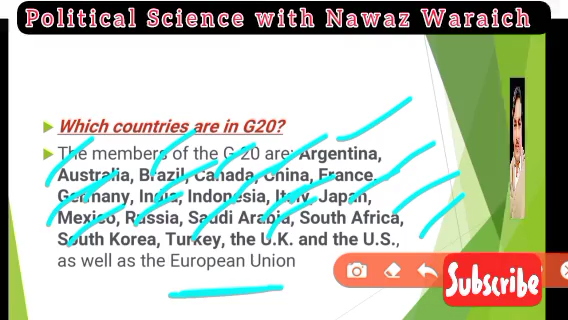 Political Science with Nawaz Waraich
Which countries are in G20?
The members of the G 20 are: Argentina,
Australia, Brazil, Canada, China, France,
Germany, India, Indonesia, Italy, Japan,
Mexico, Russia, Saudi Arabia, South Africa,
South Korea, Turkey, the U.K. and the U.S.,
as well as the European Union
Subscribe